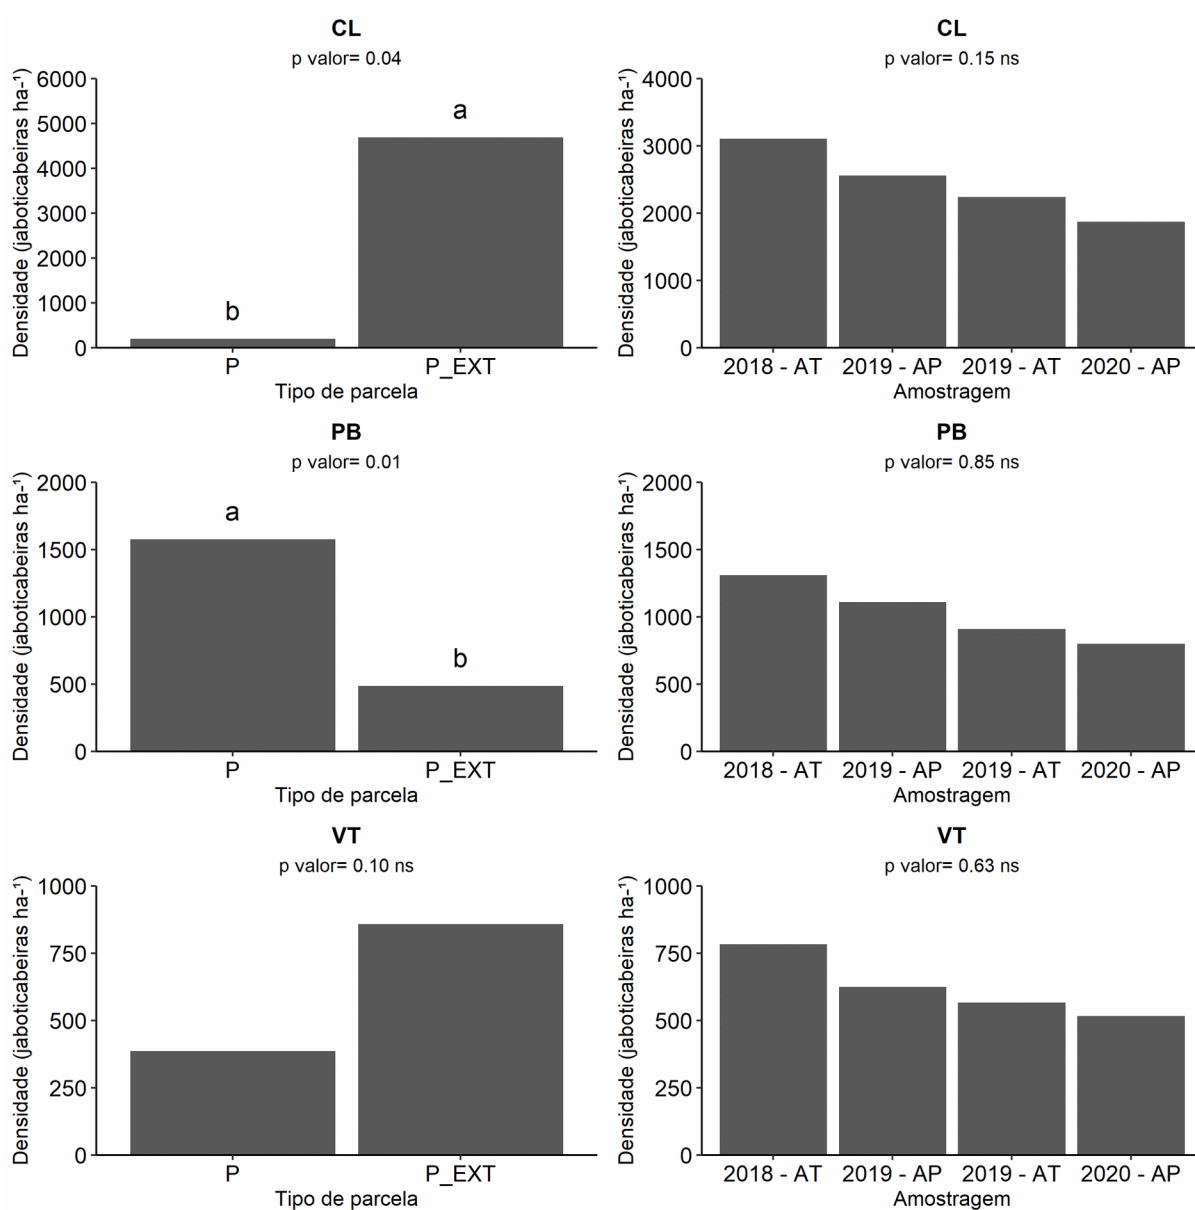 CL
p valor= 0.04
Densidade (jaboticabeiras ha-¹)
6000
5000
4000
3000
2000
1000
0
b
a
P
P_EXT
Tipo de parcela
CL
p valor= 0.15 ns
Densidade (jaboticabeiras ha-¹)
4000
3000
2000
1000
0
2018 - AT
2019 - AP
2019 - AT
2020 - AP
Amostragem
PB
p valor= 0.01
Densidade (jaboticabeiras ha-¹)
2000
1500
1000
500
0
a
b
P
P_EXT
Tipo de parcela
PB
p valor= 0.85 ns
Densidade (jaboticabeiras ha-¹)
2000
1500
1000
500
0
2018 - AT
2019 - AP
2019 - AT
2020 - AP
Amostragem
VT
p valor= 0.10 ns
Densidade (jaboticabeiras ha-¹)
1000
750
500
250
0
P
P_EXT
Tipo de parcela
VT
p valor= 0.63 ns
Densidade (jaboticabeiras ha-¹)
1000
750
500
250
0
2018 - AT
2019 - AP
2019 - AT
2020 - AP
Amostragem